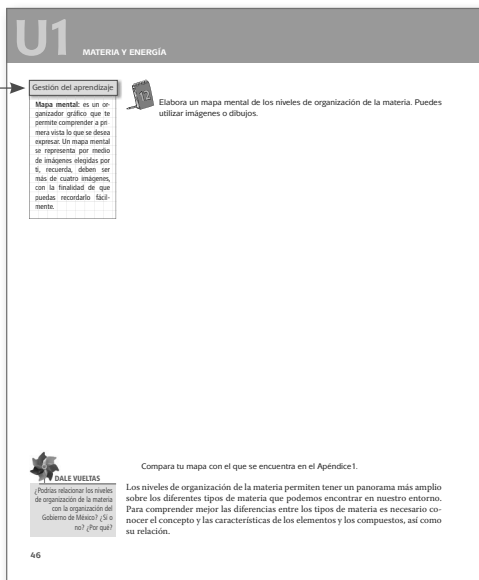 U1 MATERIA Y ENERGÍA
Gestión del aprendizaje
Mapa mental: es un or-
ganizador gráfico que te
permite comprender a pri-
mera vista lo que se desea
expresar. Un mapa mental
se representa por medio
de imágenes elegidas por
ti, recuerda, deben ser
más de cuatro imágenes,
con la finalidad de que
puedas recordarlo fácil-
mente.
12
Elabora un mapa mental de los niveles de organización de la materia. Puedes
utilizar imágenes o dibujos.
Compara tu mapa con el que se encuentra en el Apéndice1.
DALE VUELTAS
¿Podrías relacionar los niveles
de organización de la materia
con la organización del
Gobierno de México? ¿Sí o
no? ¿Por qué?
Los niveles de organización de la materia permiten tener un panorama más amplio
sobre los diferentes tipos de materia que podemos encontrar en nuestro entorno.
Para comprender mejor las diferencias entre los tipos de materia es necesario co-
nocer el concepto y las características de los elementos y los compuestos, así como
su relación.
46